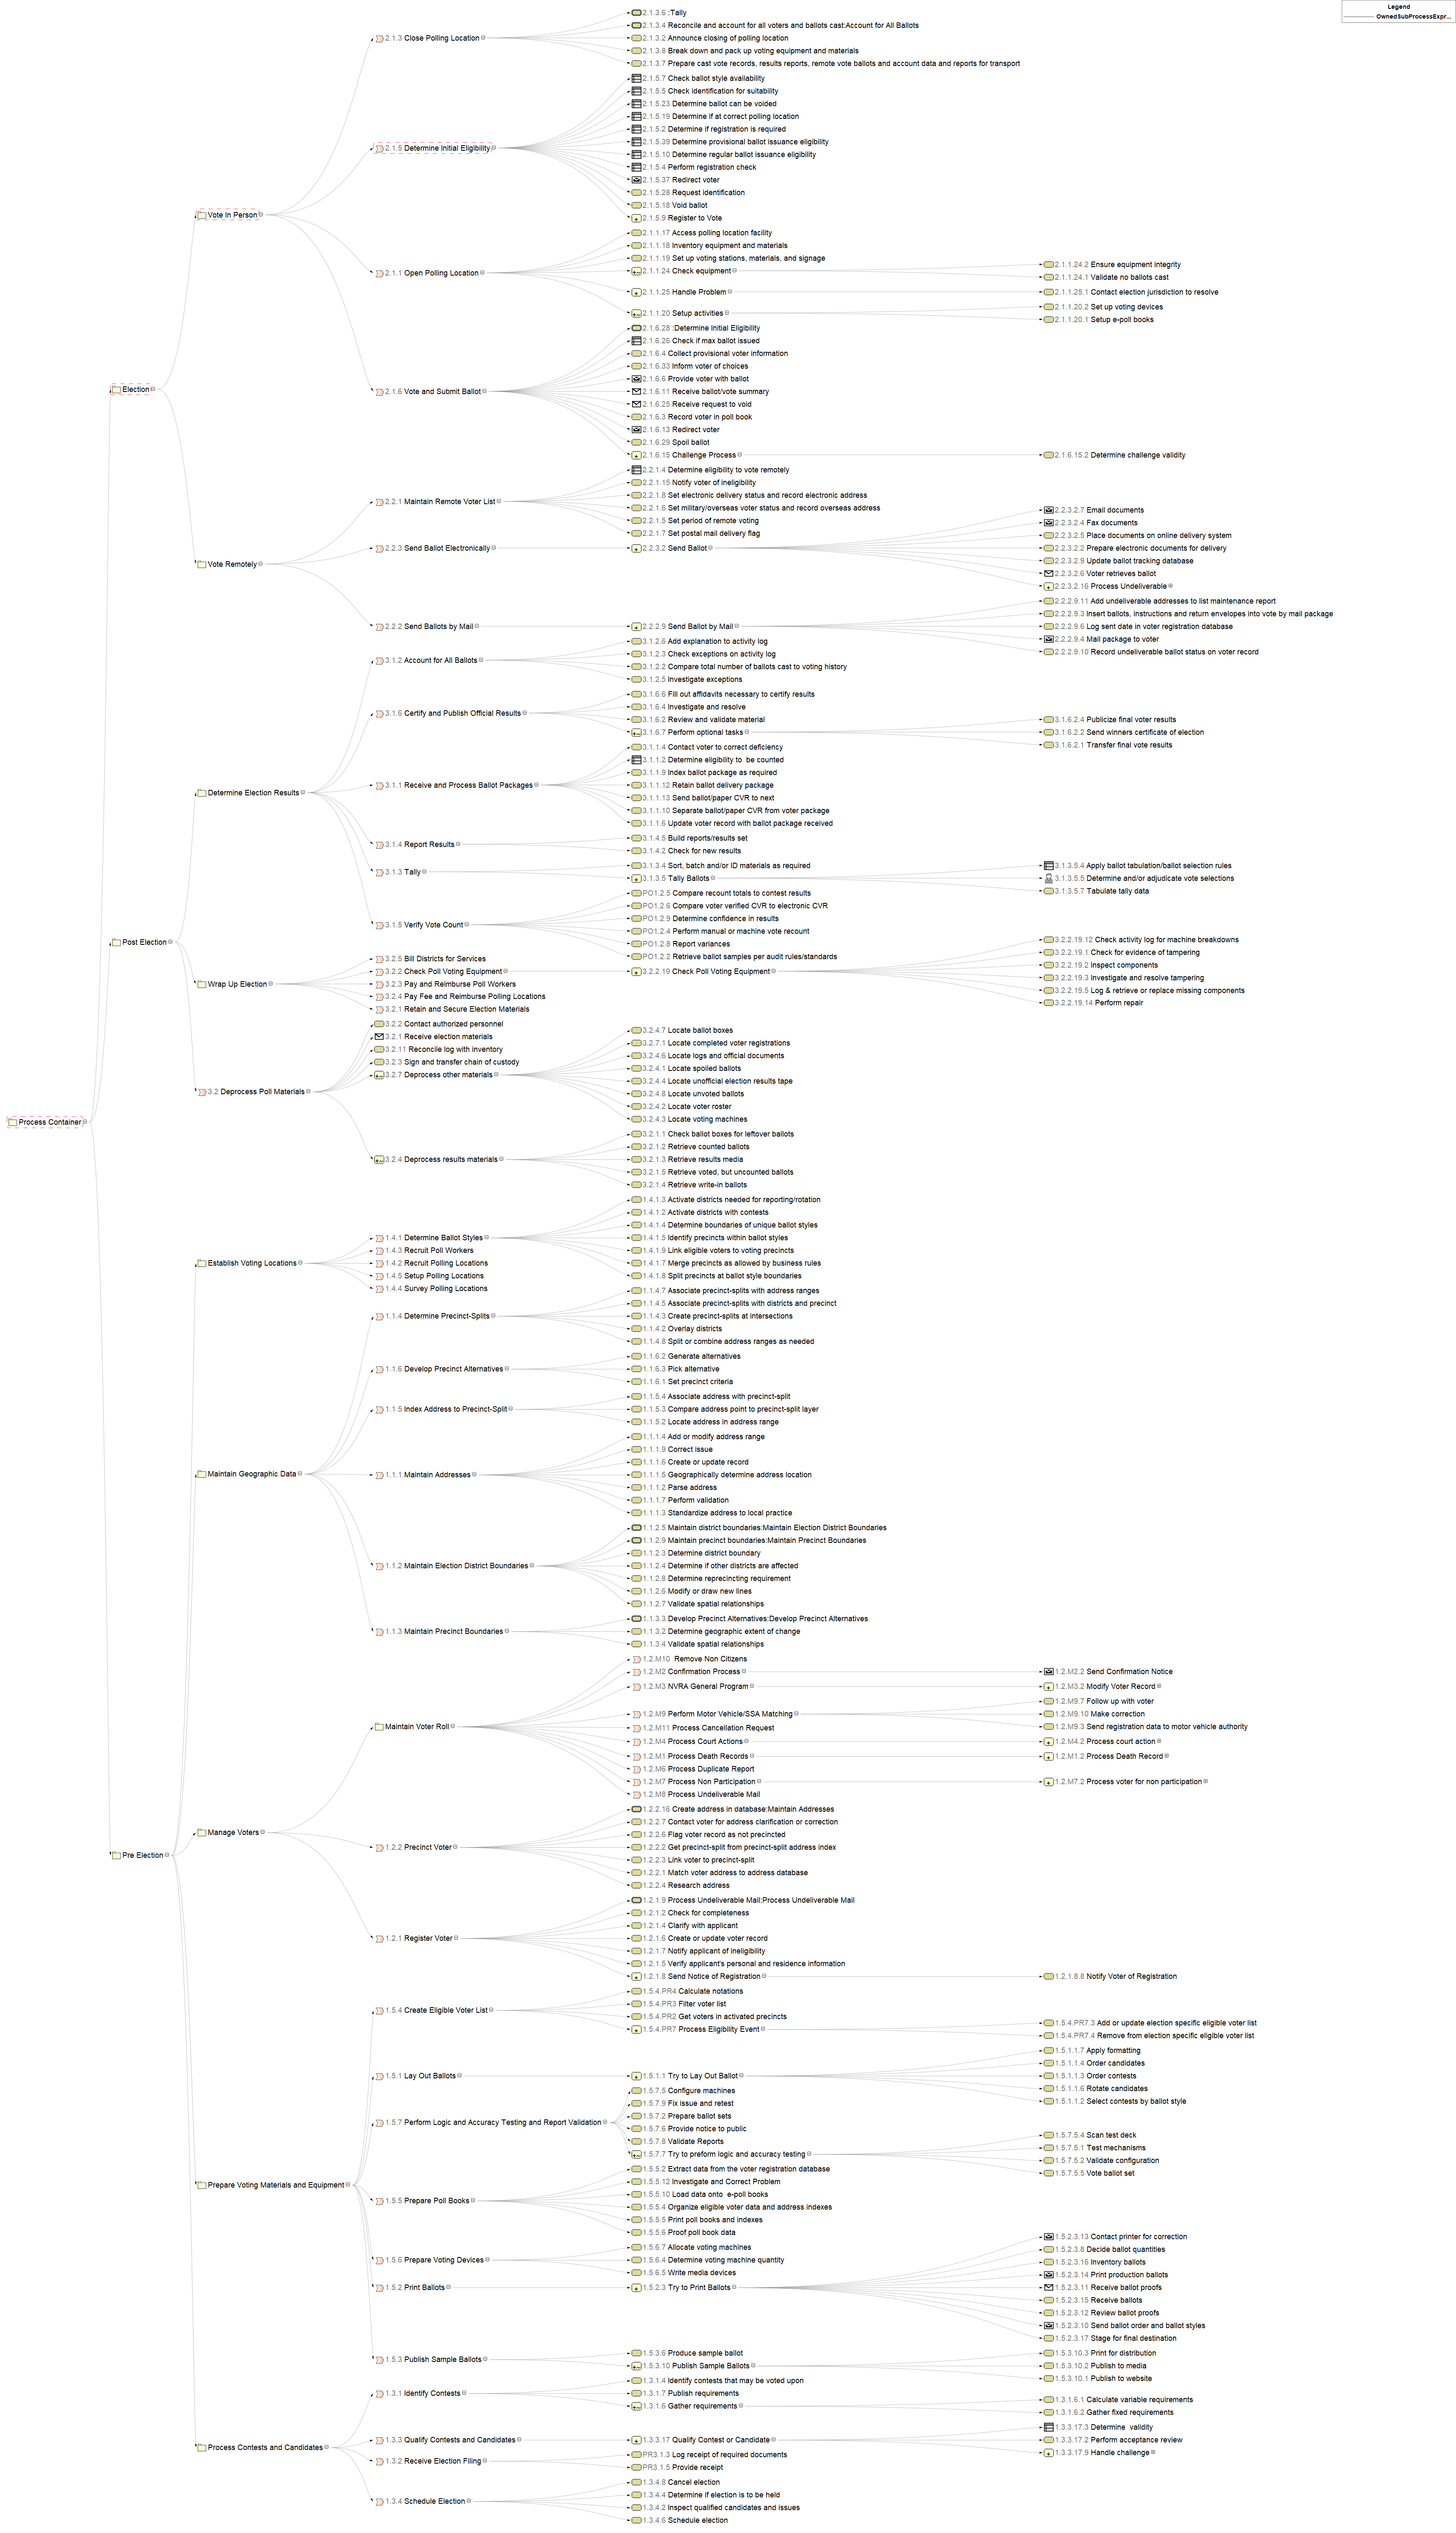 Legend
OwnedSubProcessExpr...
2.1.3.6 :Tally
2.1.3.4 Reconcile and account for all voters and ballots cast:Account for All Ballots
2.1.3 Close Polling Location
2.1.3.2 Announce closing of polling location
2.1.3.8 Break down and pack up voting equipment and materials
2.1.3.7 Prepare cast vote records, results reports, remote vote ballots and account data and reports for transport
2.1.5.7 Check ballot style availability
2.1.5.5 Check identification for suitability
2.1.5.23 Determine ballot can be voided
2.1.5.19 Determine if at correct polling location
2.1.5.2 Determine if registration is required
2.1.5.39 Determine provisional ballot issuance eligibility
2.1.5 Determine Initial Eligibility
2.1.5.10 Determine regular ballot issuance eligibility
2.1.5.4 Perform registration check
2.1.5.37 Redirect voter
2.1.5.28 Request identification
2.1.5.18 Void ballot
Vote In Person
2.1.5.9 Register to Vote
2.1.1.17 Access polling location facility
2.1.1.18 Inventory equipment and materials
2.1.1.19 Set up voting stations, materials, and signage
2.1.1 Open Polling Location
2.1.1.24 Check equipment
2.1.1.24.2 Ensure equipment integrity
2.1.1.24.1 Validate no ballots cast
2.1.1.25 Handle Problem
2.1.1.25.1 Contact election jurisdiction to resolve
2.1.1.20 Setup activities
2.1.1.20.2 Set up voting devices
2.1.1.20.1 Setup e-poll books
2.1.6.28 :Determine Initial Eligibility
2.1.6.26 Check if max ballot issued
2.1.6.4 Collect provisional voter information
2.1.6.33 Inform voter of choices
2.1.6.6 Provide voter with ballot
Election
2.1.6 Vote and Submit Ballot
2.1.6.11 Receive ballot/vote summary
2.1.6.25 Receive request to void
2.1.6.3 Record voter in poll book
2.1.6.13 Redirect voter
2.1.6.29 Spoil ballot
2.1.6.15 Challenge Process
2.1.6.15.2 Determine challenge validity
2.2.1.4 Determine eligibility to vote remotely
2.2.1.15 Notify voter of ineligibility
2.2.1.8 Set electronic delivery status and record electronic address
2.2.1 Maintain Remote Voter List
2.2.1.6 Set military/overseas voter status and record overseas address
2.2.1.5 Set period of remote voting
2.2.1.7 Set postal mail delivery flag
2.2.3.2.7 Email documents
2.2.3.2.4 Fax documents
2.2.3.2.5 Place documents on online delivery system
2.2.3 Send Ballot Electronically
2.2.3.2 Send Ballot
2.2.3.2.2 Prepare electronic documents for delivery
2.2.3.2.9 Update ballot tracking database
Vote Remotely
2.2.3.2.6 Voter retrieves ballot
2.2.3.2.16 Process Undeliverable
2.2.2.9.11 Add undeliverable addresses to list maintenance report
2.2.2.9.3 Insert ballots, instructions and return envelopes into vote by mail package
2.2.2 Send Ballots by Mail
2.2.2.9 Send Ballot by Mail
2.2.2.9.6 Log sent date in voter registration database
2.2.2.9.4 Mail package to voter
2.2.2.9.10 Record undeliverable ballot status on voter record
3.1.2.6 Add explanation to activity log
3.1.2.3 Check exceptions on activity log
3.1.2 Account for All Ballots
3.1.2.2 Compare total number of ballots cast to voting history
3.1.2.5 Investigate exceptions
3.1.6.6 Fill out affidavits necessary to certify results
3.1.6.4 Investigate and resolve
3.1.6 Certify and Publish Official Results
3.1.6.2 Review and validate material
3.1.6.7 Perform optional tasks
3.1.6.2.4 Publicize final voter results
3.1.6.2.2 Send winners certificate of election
3.1.6.2.1 Transfer final vote results
3.1.1.4 Contact voter to correct deficiency
3.1.1.2 Determine eligibility to  be counted
3.1.1.9 Index ballot package as required
3.1.1 Receive and Process Ballot Packages
3.1.1.12 Retain ballot delivery package
Determine Election Results
3.1.1.13 Send ballot/paper CVR to next
3.1.1.10 Separate ballot/paper CVR from voter package
3.1.1.6 Update voter record with ballot package received
3.1.4.5 Build reports/results set
3.1.4 Report Results
3.1.4.2 Check for new results
3.1.3 Tally
3.1.3.4 Sort, batch and/or ID materials as required
3.1.3.5 Tally Ballots
3.1.3.5.4 Apply ballot tabulation/ballot selection rules
3.1.3.5.5 Determine and/or adjudicate vote selections
3.1.3.5.7 Tabulate tally data
PO1.2.5 Compare recount totals to contest results
PO1.2.6 Compare voter verified CVR to electronic CVR
PO1.2.9 Determine confidence in results
3.1.5 Verify Vote Count
PO1.2.4 Perform manual or machine vote recount
PO1.2.8 Report variances
PO1.2.2 Retrieve ballot samples per audit rules/standards
Post Election
3.2.5 Bill Districts for Services
3.2.2 Check Poll Voting Equipment
3.2.2.19 Check Poll Voting Equipment
3.2.2.19.12 Check activity log for machine breakdowns
3.2.2.19.1 Check for evidence of tampering
3.2.2.19.2 Inspect components
3.2.2.19.3 Investigate and resolve tampering
3.2.2.19.5 Log & retrieve or replace missing components
3.2.2.19.14 Perform repair
Wrap Up Election
3.2.3 Pay and Reimburse Poll Workers
3.2.4 Pay Fee and Reimburse Polling Locations
3.2.1 Retain and Secure Election Materials
3.2.2 Contact authorized personnel
3.2.1 Receive election materials
3.2.11 Reconcile log with inventory
3.2.3 Sign and transfer chain of custody
3.2.7 Deprocess other materials
3.2.4.7 Locate ballot boxes
3.2.7.1 Locate completed voter registrations
3.2.4.6 Locate logs and official documents
3.2.4.1 Locate spoiled ballots
3.2.4.4 Locate unofficial election results tape
3.2 Deprocess Poll Materials
3.2.4.8 Locate unvoted ballots
3.2.4.2 Locate voter roster
3.2.4.3 Locate voting machines
Process Container
3.2.1.1 Check ballot boxes for leftover ballots
3.2.1.2 Retrieve counted ballots
3.2.4 Deprocess results materials
3.2.1.3 Retrieve results media
3.2.1.5 Retrieve voted, but uncounted ballots
3.2.1.4 Retrieve write-in ballots
1.4.1.3 Activate districts needed for reporting/rotation
1.4.1.2 Activate districts with contests
1.4.1.4 Determine boundaries of unique ballot styles
1.4.1 Determine Ballot Styles
1.4.1.5 Identify precincts within ballot styles
1.4.3 Recruit Poll Workers
1.4.1.9 Link eligible voters to voting precincts
Establish Voting Locations
1.4.2 Recruit Polling Locations
1.4.1.7 Merge precincts as allowed by business rules
1.4.5 Setup Polling Locations
1.4.1.8 Split precincts at ballot style boundaries
1.4.4 Survey Polling Locations
1.1.4.7 Associate precinct-splits with address ranges
1.1.4.5 Associate precinct-splits with districts and precinct
1.1.4 Determine Precinct-Splits
1.1.4.3 Create precinct-splits at intersections
1.1.4.2 Overlay districts
1.1.4.8 Split or combine address ranges as needed
1.1.6.2 Generate alternatives
1.1.6 Develop Precinct Alternatives
1.1.6.3 Pick alternative
1.1.6.1 Set precinct criteria
1.1.5.4 Associate address with precinct-split
1.1.5 Index Address to Precinct-Split
1.1.5.3 Compare address point to precinct-split layer
1.1.5.2 Locate address in address range
1.1.1.4 Add or modify address range
1.1.1.9 Correct issue
1.1.1.6 Create or update record
Maintain Geographic Data
1.1.1 Maintain Addresses
1.1.1.5 Geographically determine address location
1.1.1.2 Parse address
1.1.1.7 Perform validation
1.1.1.3 Standardize address to local practice
1.1.2.5 Maintain district boundaries:Maintain Election District Boundaries
1.1.2.9 Maintain precinct boundaries:Maintain Precinct Boundaries
1.1.2.3 Determine district boundary
1.1.2 Maintain Election District Boundaries
1.1.2.4 Determine if other districts are affected
1.1.2.8 Determine reprecincting requirement
1.1.2.6 Modify or draw new lines
1.1.2.7 Validate spatial relationships
1.1.3.3 Develop Precinct Alternatives:Develop Precinct Alternatives
1.1.3 Maintain Precinct Boundaries
1.1.3.2 Determine geographic extent of change
1.1.3.4 Validate spatial relationships
1.2.M10  Remove Non Citizens
1.2.M2 Confirmation Process
1.2.M2.2 Send Confirmation Notice
1.2.M3 NVRA General Program
1.2.M3.2 Modify Voter Record
1.2.M9.7 Follow up with voter
1.2.M9 Perform Motor Vehicle/SSA Matching
1.2.M9.10 Make correction
Maintain Voter Roll
1.2.M11 Process Cancellation Request
1.2.M9.3 Send registration data to motor vehicle authority
1.2.M4 Process Court Actions
1.2.M4.2 Process court action
1.2.M1 Process Death Records
1.2.M1.2 Process Death Record
1.2.M6 Process Duplicate Report
1.2.M7 Process Non Participation
1.2.M7.2 Process voter for non participation
1.2.M8 Process Undeliverable Mail
1.2.2.16 Create address in database:Maintain Addresses
1.2.2.7 Contact voter for address clarification or correction
Manage Voters
1.2.2.6 Flag voter record as not precincted
1.2.2 Precinct Voter
1.2.2.2 Get precinct-split from precinct-split address index
Pre Election
1.2.2.3 Link voter to precinct-split
1.2.2.1 Match voter address to address database
1.2.2.4 Research address
1.2.1.9 Process Undeliverable Mail:Process Undeliverable Mail
1.2.1.2 Check for completeness
1.2.1.4 Clarify with applicant
1.2.1 Register Voter
1.2.1.6 Create or update voter record
1.2.1.7 Notify applicant of ineligibility
1.2.1.5 Verify applicant's personal and residence information
1.2.1.8 Send Notice of Registration
1.2.1.8.8 Notify Voter of Registration
1.5.4.PR4 Calculate notations
1.5.4.PR3 Filter voter list
1.5.4 Create Eligible Voter List
1.5.4.PR2 Get voters in activated precincts
1.5.4.PR7 Process Eligibility Event
1.5.4.PR7.3 Add or update election specific eligible voter list
1.5.4.PR7.4 Remove from election specific eligible voter list
1.5.1.1.7 Apply formatting
1.5.1.1.4 Order candidates
1.5.1 Lay Out Ballots
1.5.1.1 Try to Lay Out Ballot
1.5.1.1.3 Order contests
1.5.1.1.6 Rotate candidates
1.5.1.1.2 Select contests by ballot style
1.5.7.5 Configure machines
1.5.7.9 Fix issue and retest
1.5.7.2 Prepare ballot sets
1.5.7 Perform Logic and Accuracy Testing and Report Validation
1.5.7.6 Provide notice to public
1.5.7.8 Validate Reports
1.5.7.7 Try to preform logic and accuracy testing
1.5.7.5.4 Scan test deck
1.5.7.5.1 Test mechanisms
1.5.7.5.2 Validate configuration
1.5.7.5.5 Vote ballot set
1.5.5.2 Extract data from the voter registration database
1.5.5.12 Investigate and Correct Problem
Prepare Voting Materials and Equipment
1.5.5.10 Load data onto  e-poll books
1.5.5 Prepare Poll Books
1.5.5.4 Organize eligible voter data and address indexes
1.5.5.5 Print poll books and indexes
1.5.5.6 Proof poll book data
1.5.6.7 Allocate voting machines
1.5.6 Prepare Voting Devices
1.5.6.4 Determine voting machine quantity
1.5.6.5 Write media devices
1.5.2.3.13 Contact printer for correction
1.5.2.3.8 Decide ballot quantities
1.5.2.3.16 Inventory ballots
1.5.2.3.14 Print production ballots
1.5.2 Print Ballots
1.5.2.3 Try to Print Ballots
1.5.2.3.11 Receive ballot proofs
1.5.2.3.15 Receive ballots
1.5.2.3.12 Review ballot proofs
1.5.2.3.10 Send ballot order and ballot styles
1.5.2.3.17 Stage for final destination
1.5.3.6 Produce sample ballot
1.5.3 Publish Sample Ballots
1.5.3.10 Publish Sample Ballots
1.5.3.10.3 Print for distribution
1.5.3.10.2 Publish to media
1.5.3.10.1 Publish to website
1.3.1.4 Identify contests that may be voted upon
1.3.1 Identify Contests
1.3.1.7 Publish requirements
1.3.1.6 Gather requirements
1.3.1.6.1 Calculate variable requirements
1.3.1.6.2 Gather fixed requirements
1.3.3.17.3 Determine  validity
1.3.3 Qualify Contests and Candidates
1.3.3.17 Qualify Contest or Candidate
1.3.3.17.2 Perform acceptance review
Process Contests and Candidates
1.3.3.17.9 Handle challenge
PR3.1.3 Log receipt of required documents
1.3.2 Receive Election Filing
PR3.1.5 Provide receipt
1.3.4.8 Cancel election
1.3.4.4 Determine if election is to be held
1.3.4 Schedule Election
1.3.4.2 Inspect qualified candidates and issues
1.3.4.6 Schedule election